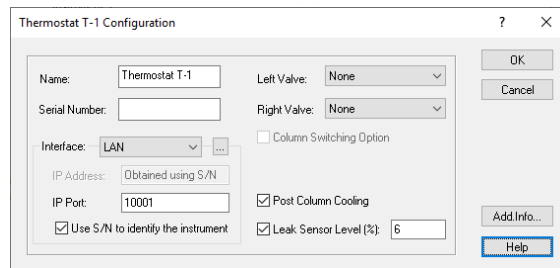 Thermostat T-1 Configuration
?
OK
Cancel
Name:
Thermostat T-1
Serial Number:
Left Valve:
None
Right Valve:
None
Column Switching Option
Interface:
LAN
...
IP Address:
Obtained using S/N
IP Port:
10001
Use S/N to identify the instrument
Post Column Cooling
Leak Sensor Level (%):
6
Add.Info...
Help